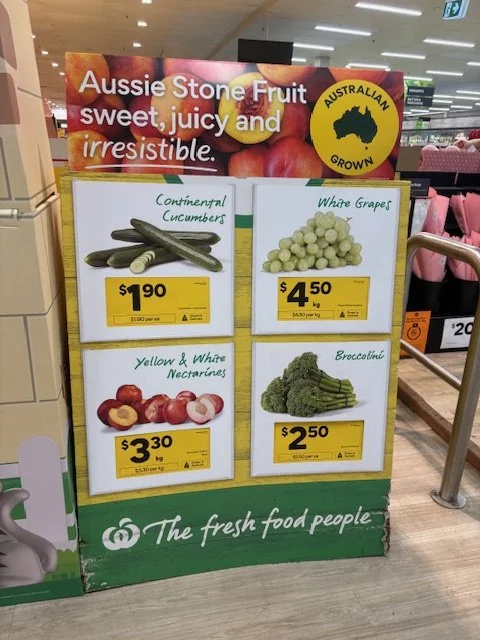 Aussie Stone Fruit
sweet, juicy and
irresistible.
AUSTRALIAN
GROWN
Continental
Cucumbers
$1 90
$1.90 per ea
White Grapes
$4 50
kg
$4.50 per kg
Yellow & White
Nectarines
$3 30
kg
$3.30 per kg
Broccolini
$2 50
$2.50 per ea
The fresh food people
$20